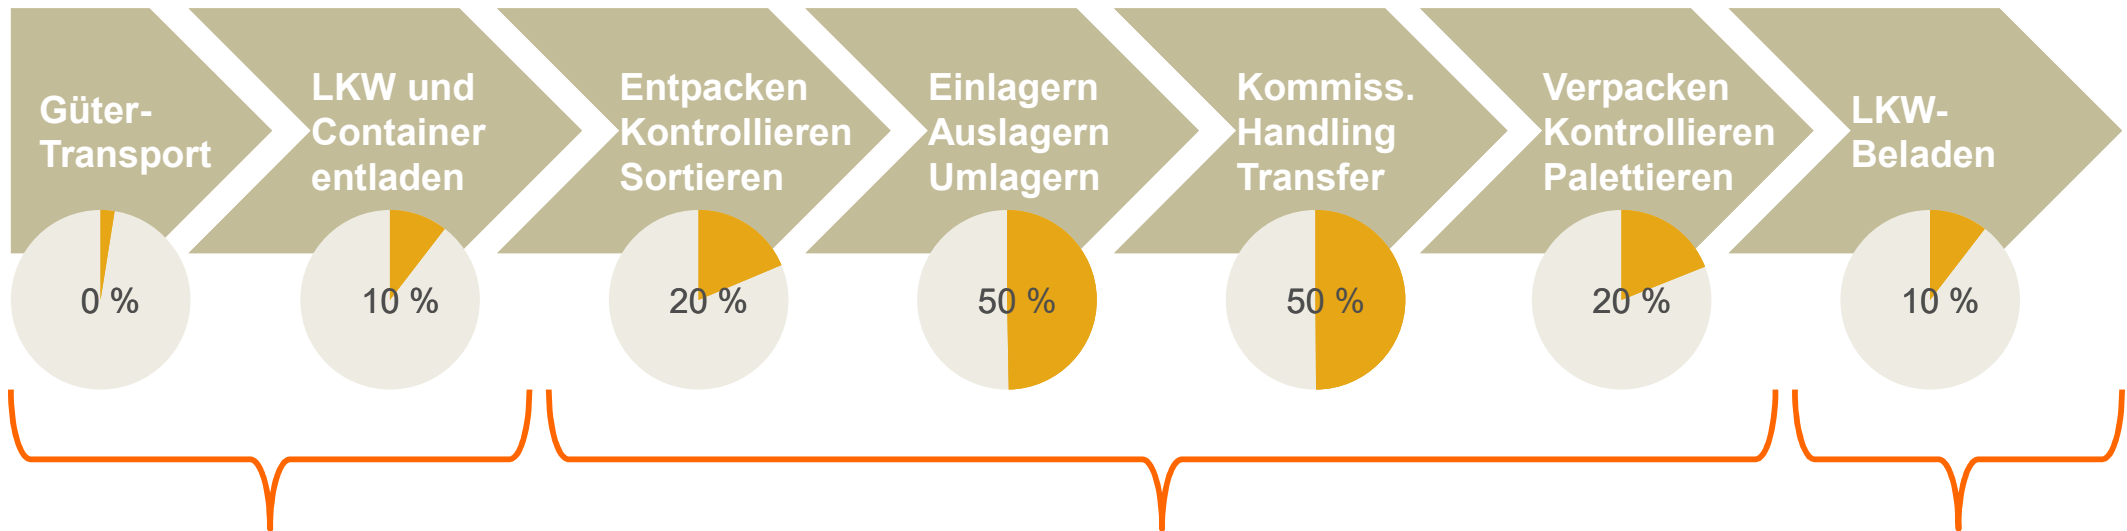 Güter-
Transport
LKW und
Container
entladen
Entpacken
Kontrollieren
Sortieren
Einlagern
Auslagern
Umlagern
Kommiss.
Handling
Transfer
Verpacken
Kontrollieren
Palettieren
LKW-
Beladen
0 %
10 %
20 %
50 %
50 %
20 %
10 %